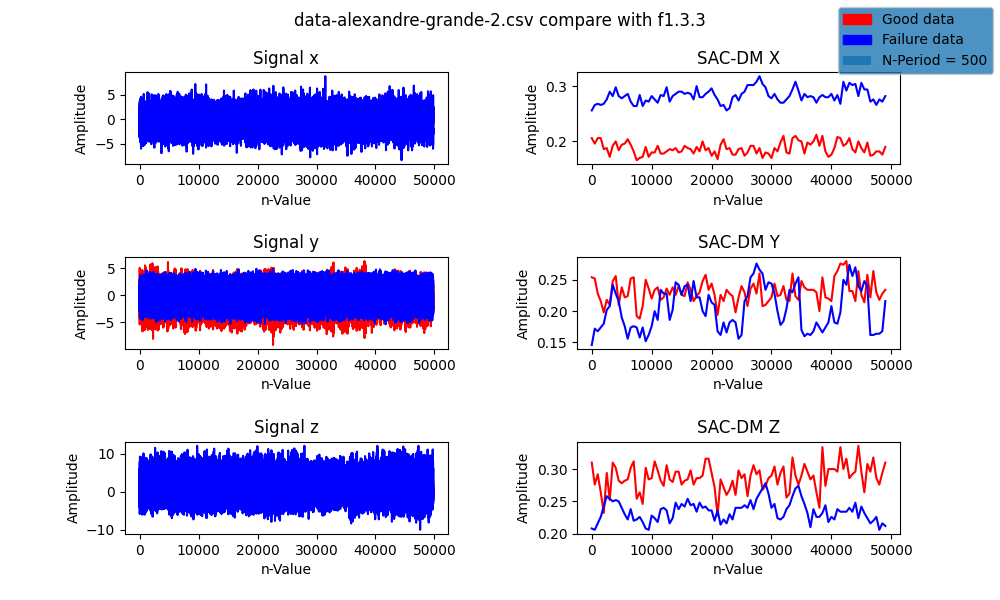 data-alexandre-grande-2.csv compare with f1.3.3
Good data
Failure data
N-Period = 500
Signal x
Amplitude
5
0
−5
0 10000 20000 30000 40000 50000
n-Value
SAC-DM X
Amplitude
0.3
0.2
0 10000 20000 30000 40000 50000
n-Value
Signal y
Amplitude
5
0
−5
0 10000 20000 30000 40000 50000
n-Value
SAC-DM Y
Amplitude
0.25
0.20
0.15
0 10000 20000 30000 40000 50000
n-Value
Signal z
Amplitude
10
0
−10
0 10000 20000 30000 40000 50000
n-Value
SAC-DM Z
Amplitude
0.30
0.25
0.20
0 10000 20000 30000 40000 50000
n-Value